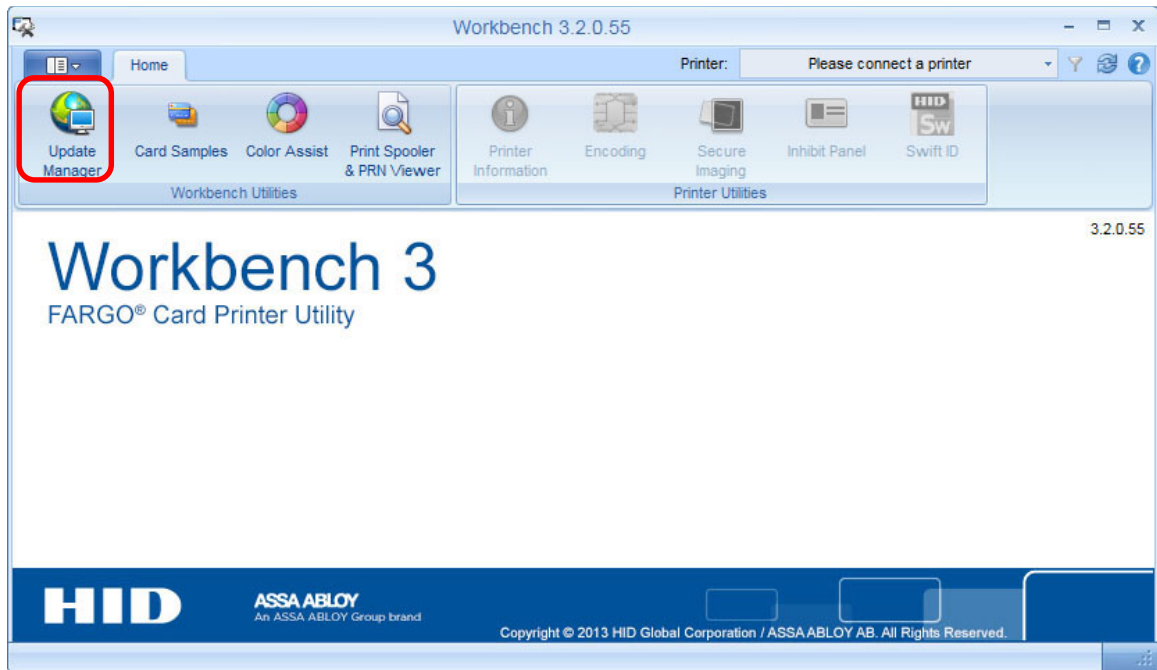 Workbench 3.2.0.55
Home
Printer:
Please connect a printer
Update
Manager
Card Samples
Color Assist
Print Spooler
& PRN Viewer
Workbench Utilities
Printer
Information
Encoding
Secure
Imaging
Inhibit Panel
HID
Sw
Swift ID
Printer Utilities
3.2.0.55
Workbench 3
FARGO® Card Printer Utility
HID
ASSA ABLOY
An ASSA ABLOY Group brand
Copyright © 2013 HID Global Corporation / ASSA ABLOY AB. All Rights Reserved.